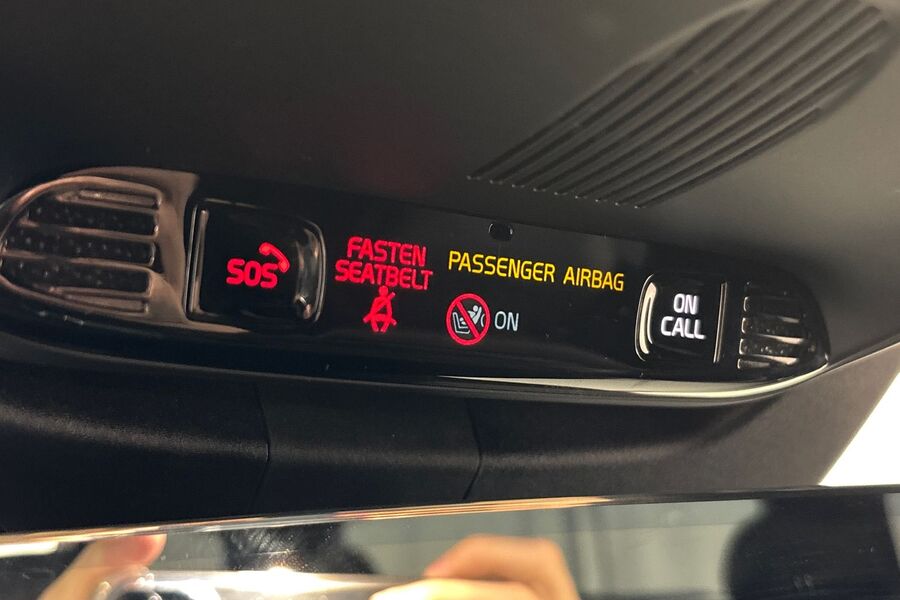 SOS
FASTEN
SEATBELT
PASSENGER AIRBAG
ON
ON
CALL